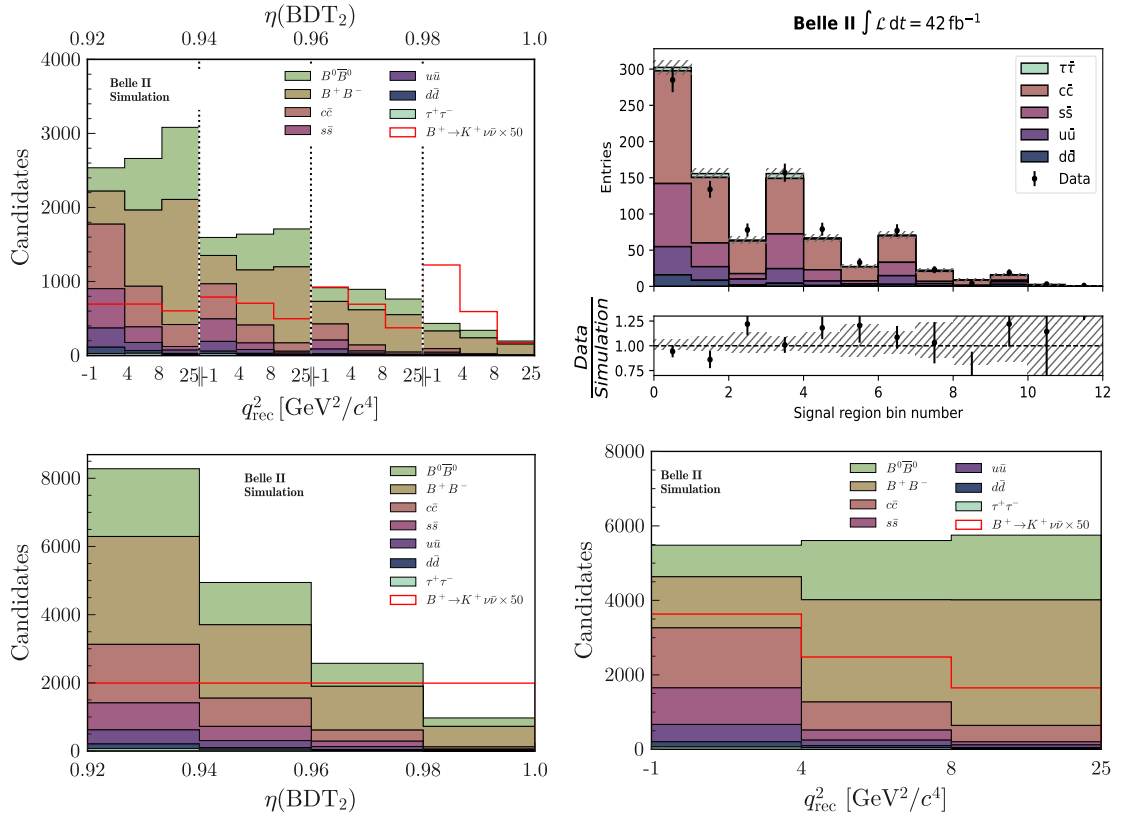 η(BDT₂)
0.92 0.94 0.96 0.98 1.0
4000
3000
2000
1000
0
Candidates
Belle II
Simulation
B⁰B̅⁰
B⁺B⁻
cc̄
ss̄
uū
dd̄
τ⁺τ⁻
B⁺→K⁺νν̄×50
-1 4 8 25 -1 4 8 25 -1 4 8 25 -1 4 8 25
q²rec [GeV²/c⁴]
Belle II ∫ ℒ dt = 42 fb⁻¹
300
250
200
150
100
50
0
Entries
ττ̄
cc̄
ss̄
uū
dd̄
Data
1.25
1.00
0.75
Data
Simulation
0 2 4 6 8 10 12
Signal region bin number
8000
6000
4000
2000
0
Candidates
Belle II
Simulation
B⁰B̅⁰
B⁺B⁻
cc̄
ss̄
uū
dd̄
τ⁺τ⁻
B⁺→K⁺νν̄×50
0.92 0.94 0.96 0.98 1.0
η(BDT₂)
8000
6000
4000
2000
0
Candidates
Belle II
Simulation
B⁰B̅⁰
B⁺B⁻
cc̄
ss̄
uū
dd̄
τ⁺τ⁻
B⁺→K⁺νν̄×50
-1 4 8 25
q²rec [GeV²/c⁴]